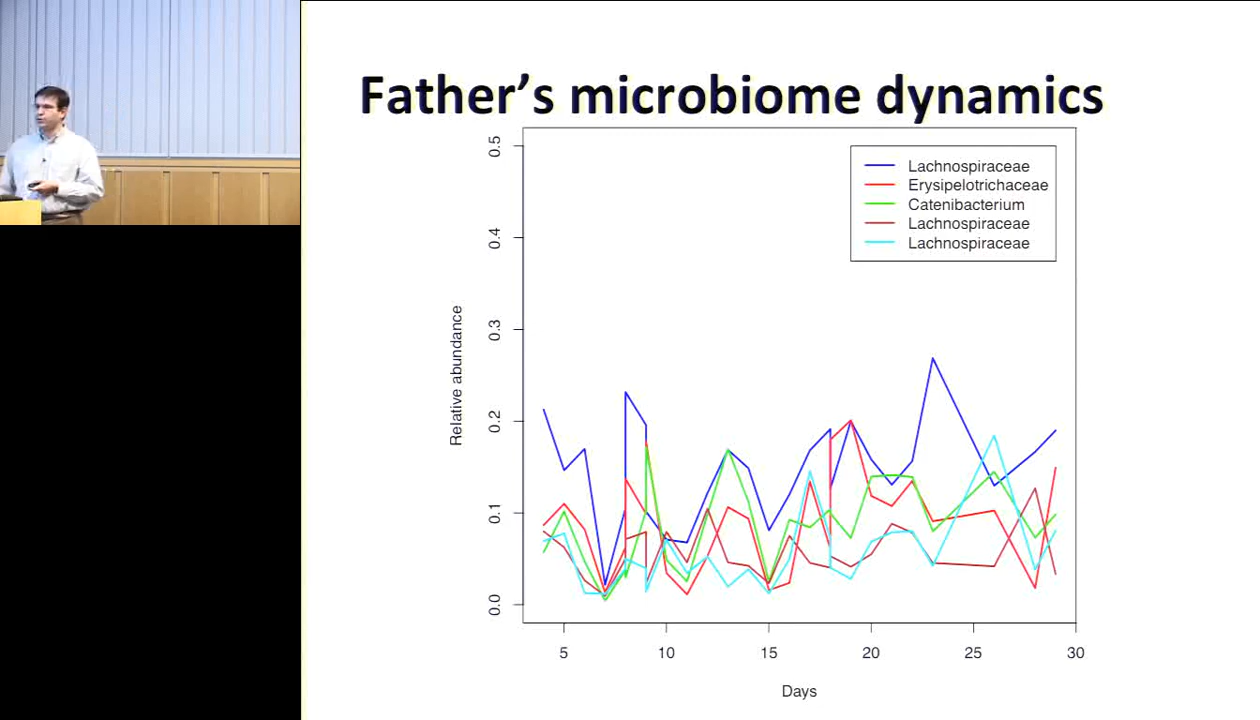 Father's microbiome dynamics
Lachnospiraceae
Erysipelotrichaceae
Catenibacterium
Lachnospiraceae
Lachnospiraceae
0.5
0.4
0.3
0.2
0.1
0.0
Relative abundance
5 10 15 20 25 30
Days